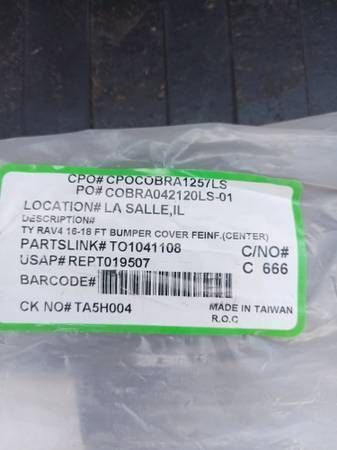 CPO# CPOCOBRA1257LS
PO# COBRA042120LS-01
LOCATION# LA SALLE,IL
DESCRIPTION#
TY RAV4 16-18 FT BUMPER COVER FEINF.(CENTER)
PARTSLINK# TO1041108
C/NO#
USAP# REPT019507
C 666
BARCODE#
CK NO# TA5H004
MADE IN TAIWAN
R.O.C